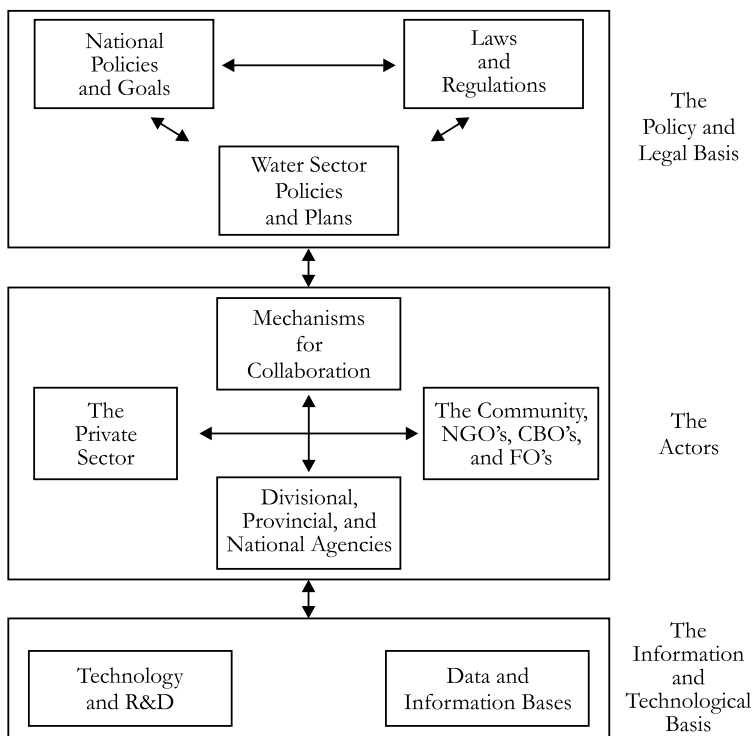 National
Policies
and Goals
Laws
and
Regulations
Water Sector
Policies
and Plans
The
Policy and
Legal Basis
Mechanisms
for
Collaboration
The
Private
Sector
The Community,
NGO’s, CBO’s,
and FO’s
Divisional,
Provincial, and
National Agencies
The
Actors
Technology
and R&D
Data and
Information Bases
The
Information
and
Technological
Basis